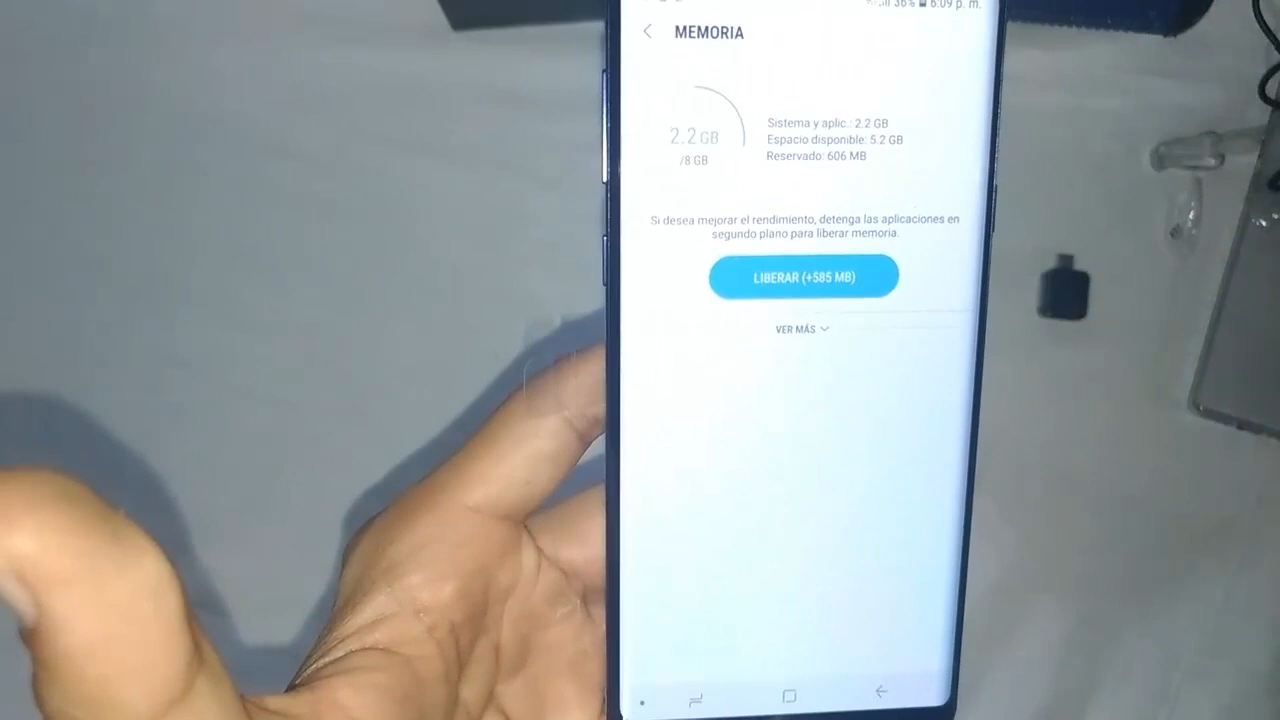 36% 6:09 p. m.
MEMORIA
2.2 GB
/8 GB
Sistema y aplic.: 2.2 GB
Espacio disponible: 5.2 GB
Reservado: 606 MB
Si desea mejorar el rendimiento, detenga las aplicaciones en
segundo plano para liberar memoria.
LIBERAR (+585 MB)
VER MÁS